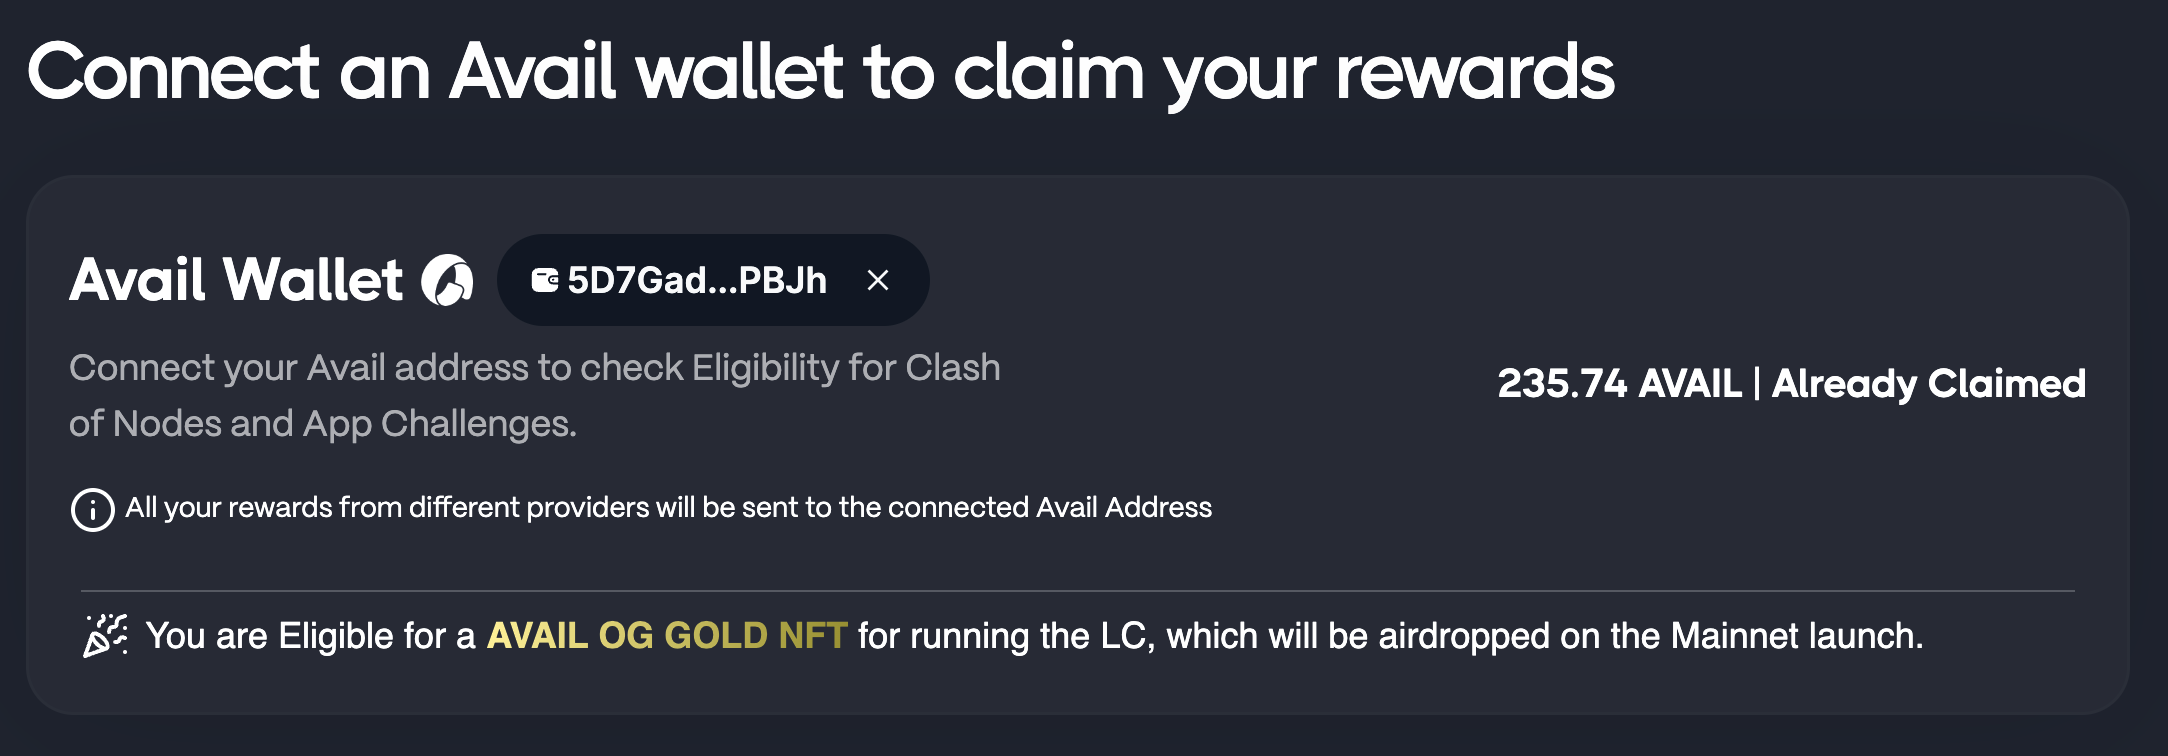 Connect an Avail wallet to claim your rewards
Avail Wallet 5D7Gad...PBJh
Connect your Avail address to check Eligibility for Clash
of Nodes and App Challenges.
235.74 AVAIL | Already Claimed
All your rewards from different providers will be sent to the connected Avail Address
You are Eligible for a AVAIL OG GOLD NFT for running the LC, which will be airdropped on the Mainnet launch.